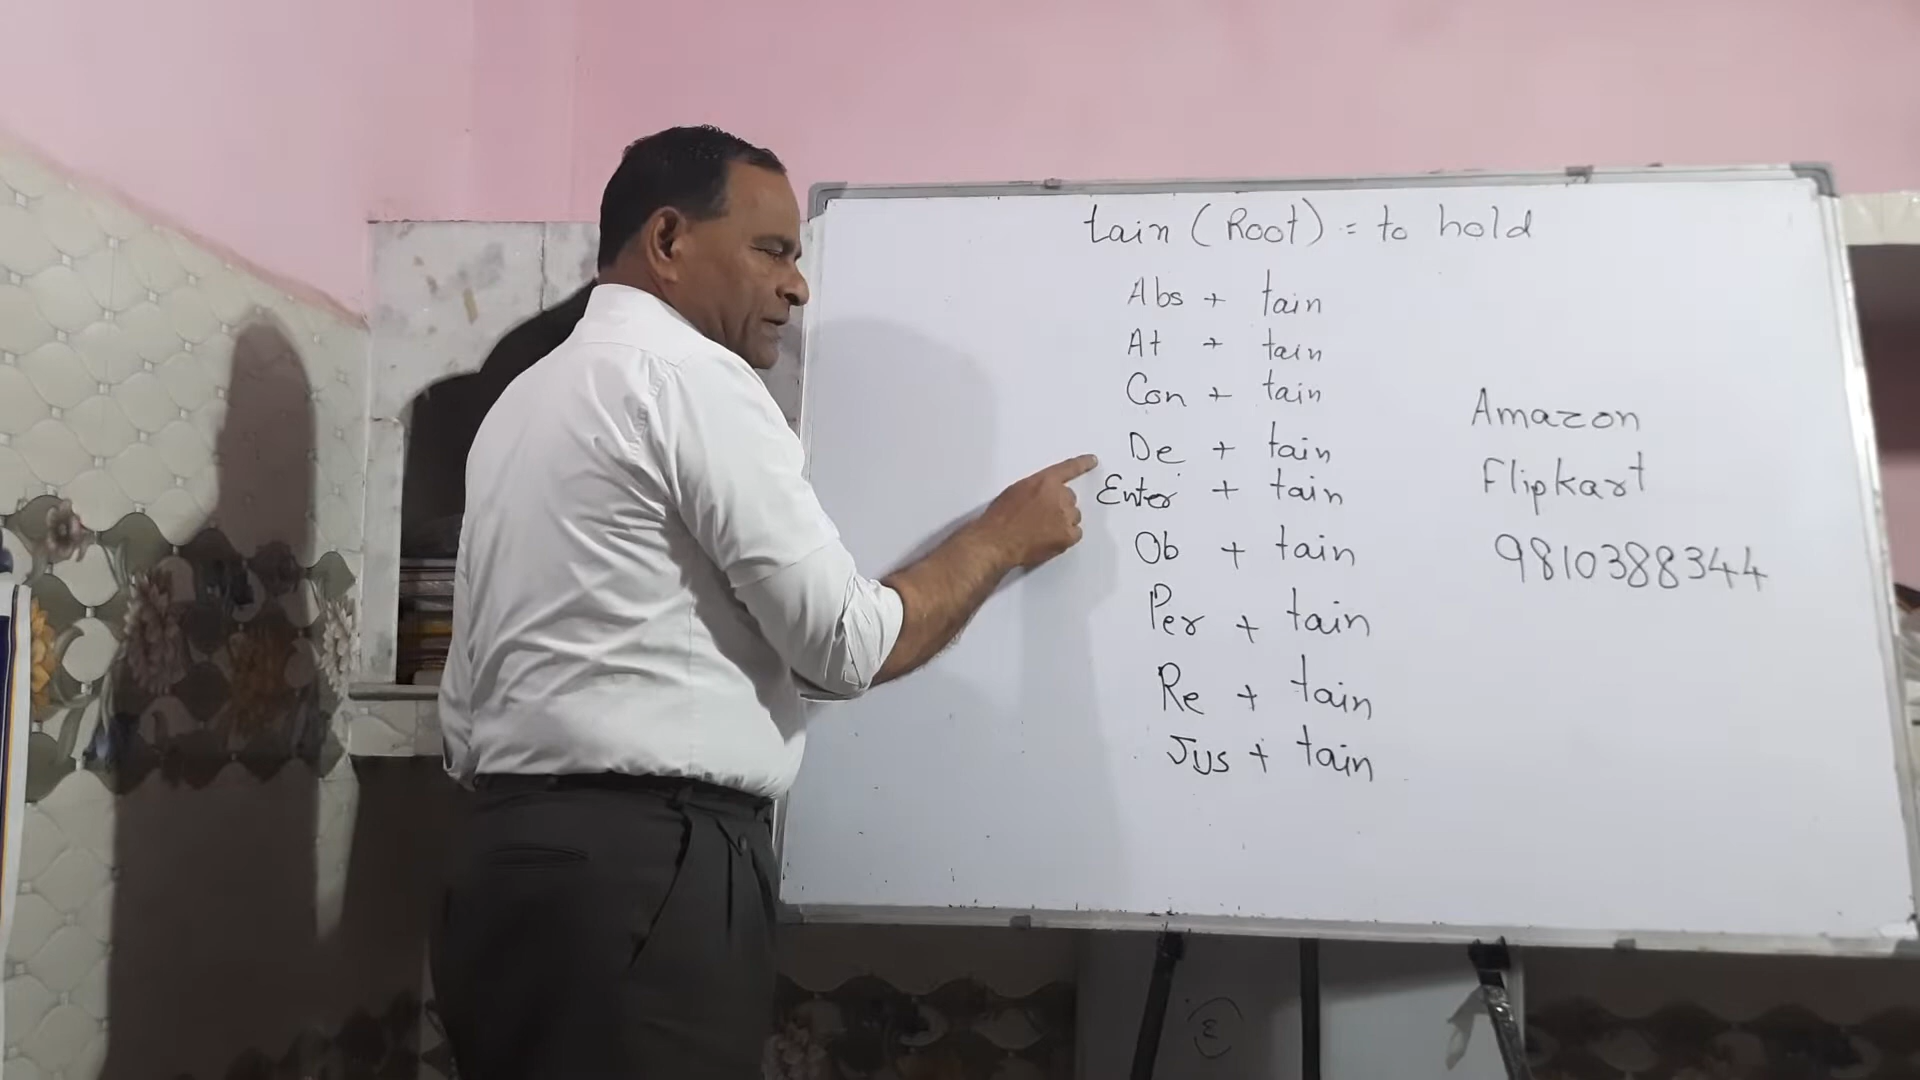 tain (Root) = to hold
Abs + tain
At + tain
Con + tain
De + tain
Enter + tain
Ob + tain
Per + tain
Re + tain
Sus + tain
Amazon
Flipkart
9810388344